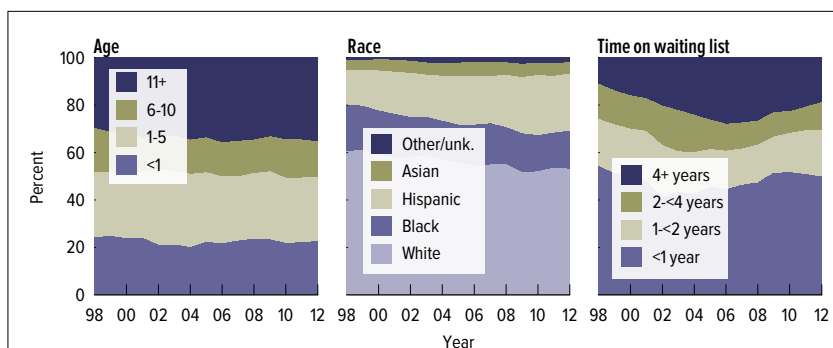 Age
Race
Time on waiting list
Percent
100
80
60
40
20
0
11+
6-10
1-5
<1
Other/unk.
Asian
Hispanic
Black
White
4+ years
2-<4 years
1-<2 years
<1 year
98 00 02 04 06 08 10 12
98 00 02 04 06 08 10 12
98 00 02 04 06 08 10 12
Year